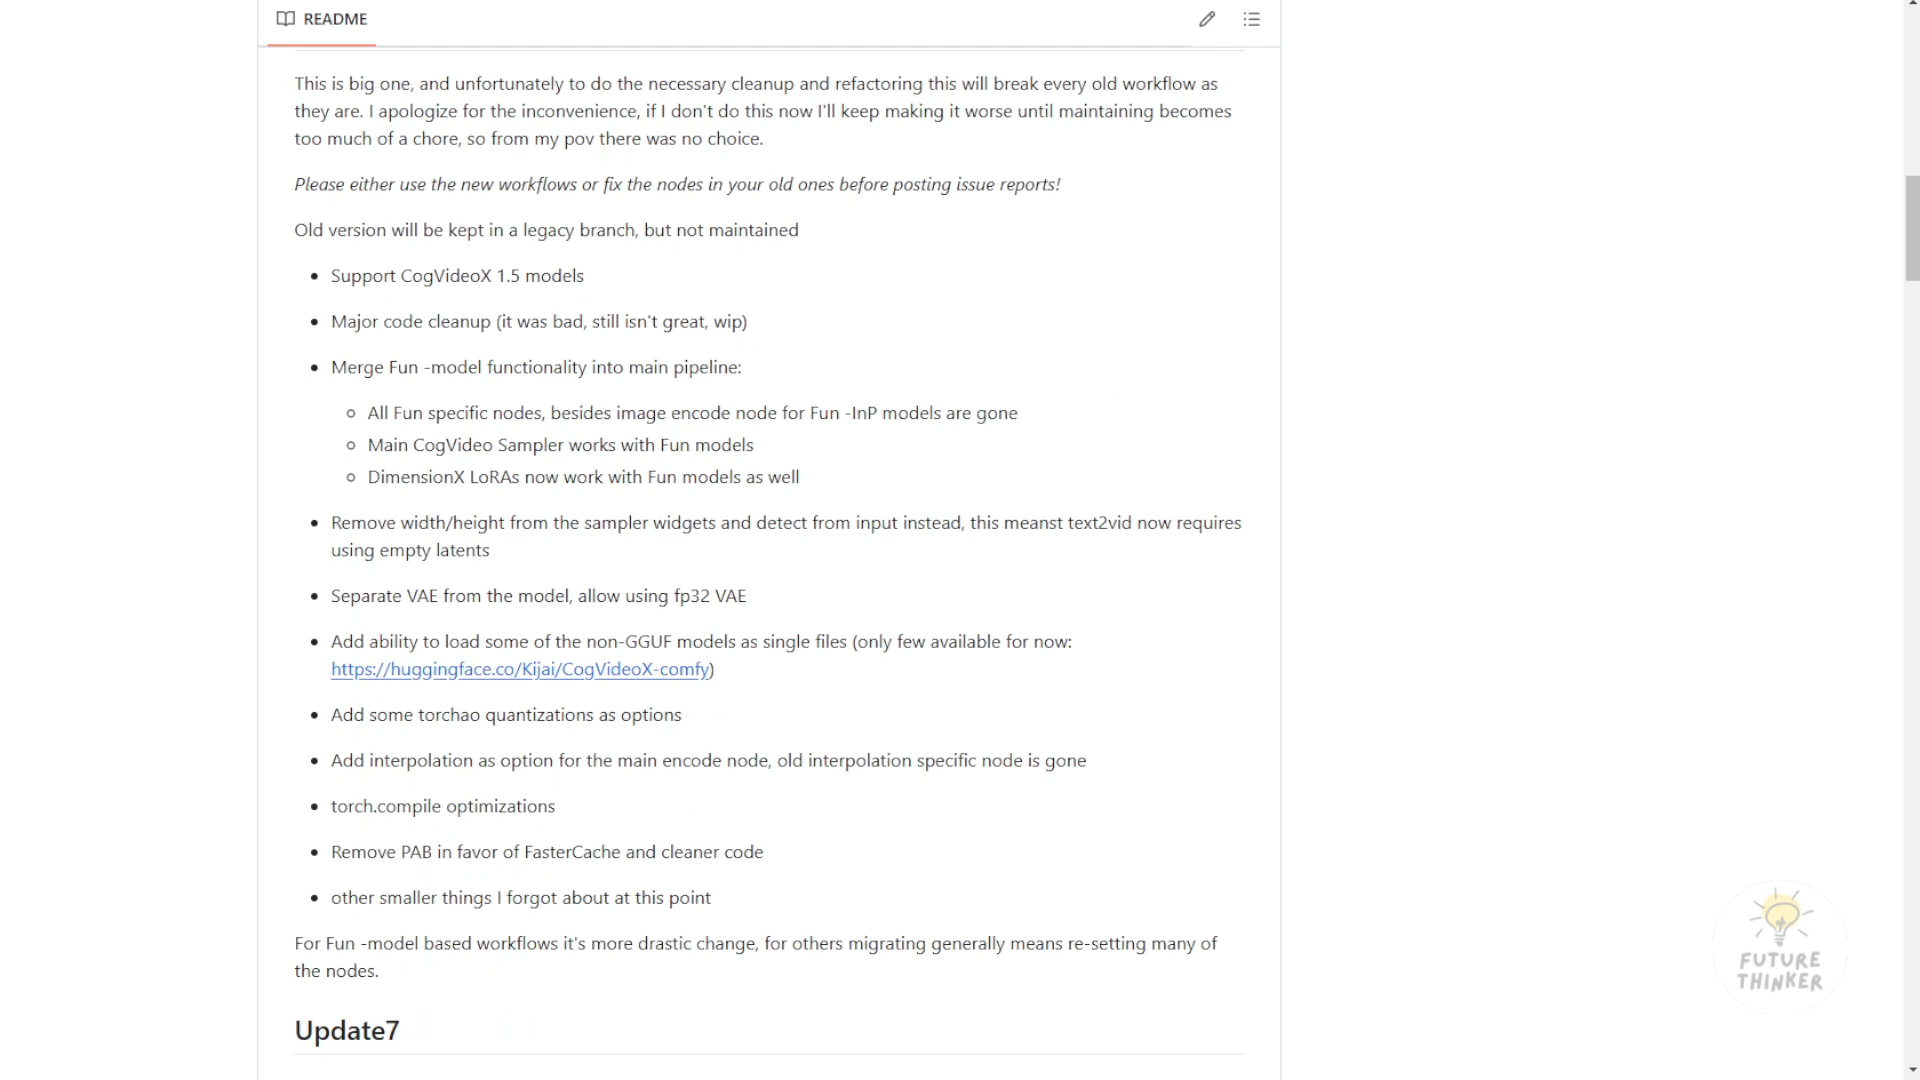 README
This is big one, and unfortunately to do the necessary cleanup and refactoring this will break every old workflow as
they are. I apologize for the inconvenience, if I don't do this now I'll keep making it worse until maintaining becomes
too much of a chore, so from my pov there was no choice.
Please either use the new workflows or fix the nodes in your old ones before posting issue reports!
Old version will be kept in a legacy branch, but not maintained
• Support CogVideoX 1.5 models
• Major code cleanup (it was bad, still isn't great, wip)
• Merge Fun -model functionality into main pipeline:
◦ All Fun specific nodes, besides image encode node for Fun -InP models are gone
◦ Main CogVideo Sampler works with Fun models
◦ DimensionX LoRAs now work with Fun models as well
• Remove width/height from the sampler widgets and detect from input instead, this meanst text2vid now requires
using empty latents
• Separate VAE from the model, allow using fp32 VAE
• Add ability to load some of the non-GGUF models as single files (only few available for now:
https://huggingface.co/Kijai/CogVideoX-comfy)
• Add some torchao quantizations as options
• Add interpolation as option for the main encode node, old interpolation specific node is gone
• torch.compile optimizations
• Remove PAB in favor of FasterCache and cleaner code
• other smaller things I forgot about at this point
For Fun -model based workflows it's more drastic change, for others migrating generally means re-setting many of
the nodes.
Update7
FUTURE
THINKER